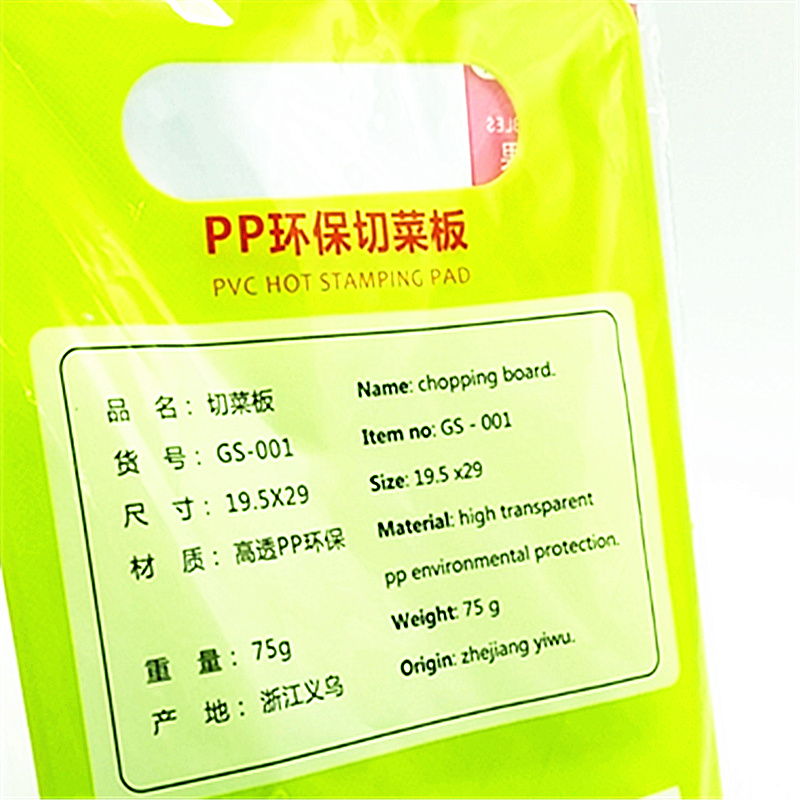 PP环保切菜板
PVC HOT STAMPING PAD
品 名：切菜板
货 号：GS-001
尺 寸：19.5X29
材 质：高透PP环保
重 量：75g
产 地：浙江义乌
Name: chopping board.
Item no: GS - 001
Size: 19.5 x29
Material: high transparent
pp environmental protection.
Weight: 75 g
Origin: zhejiang yiwu.